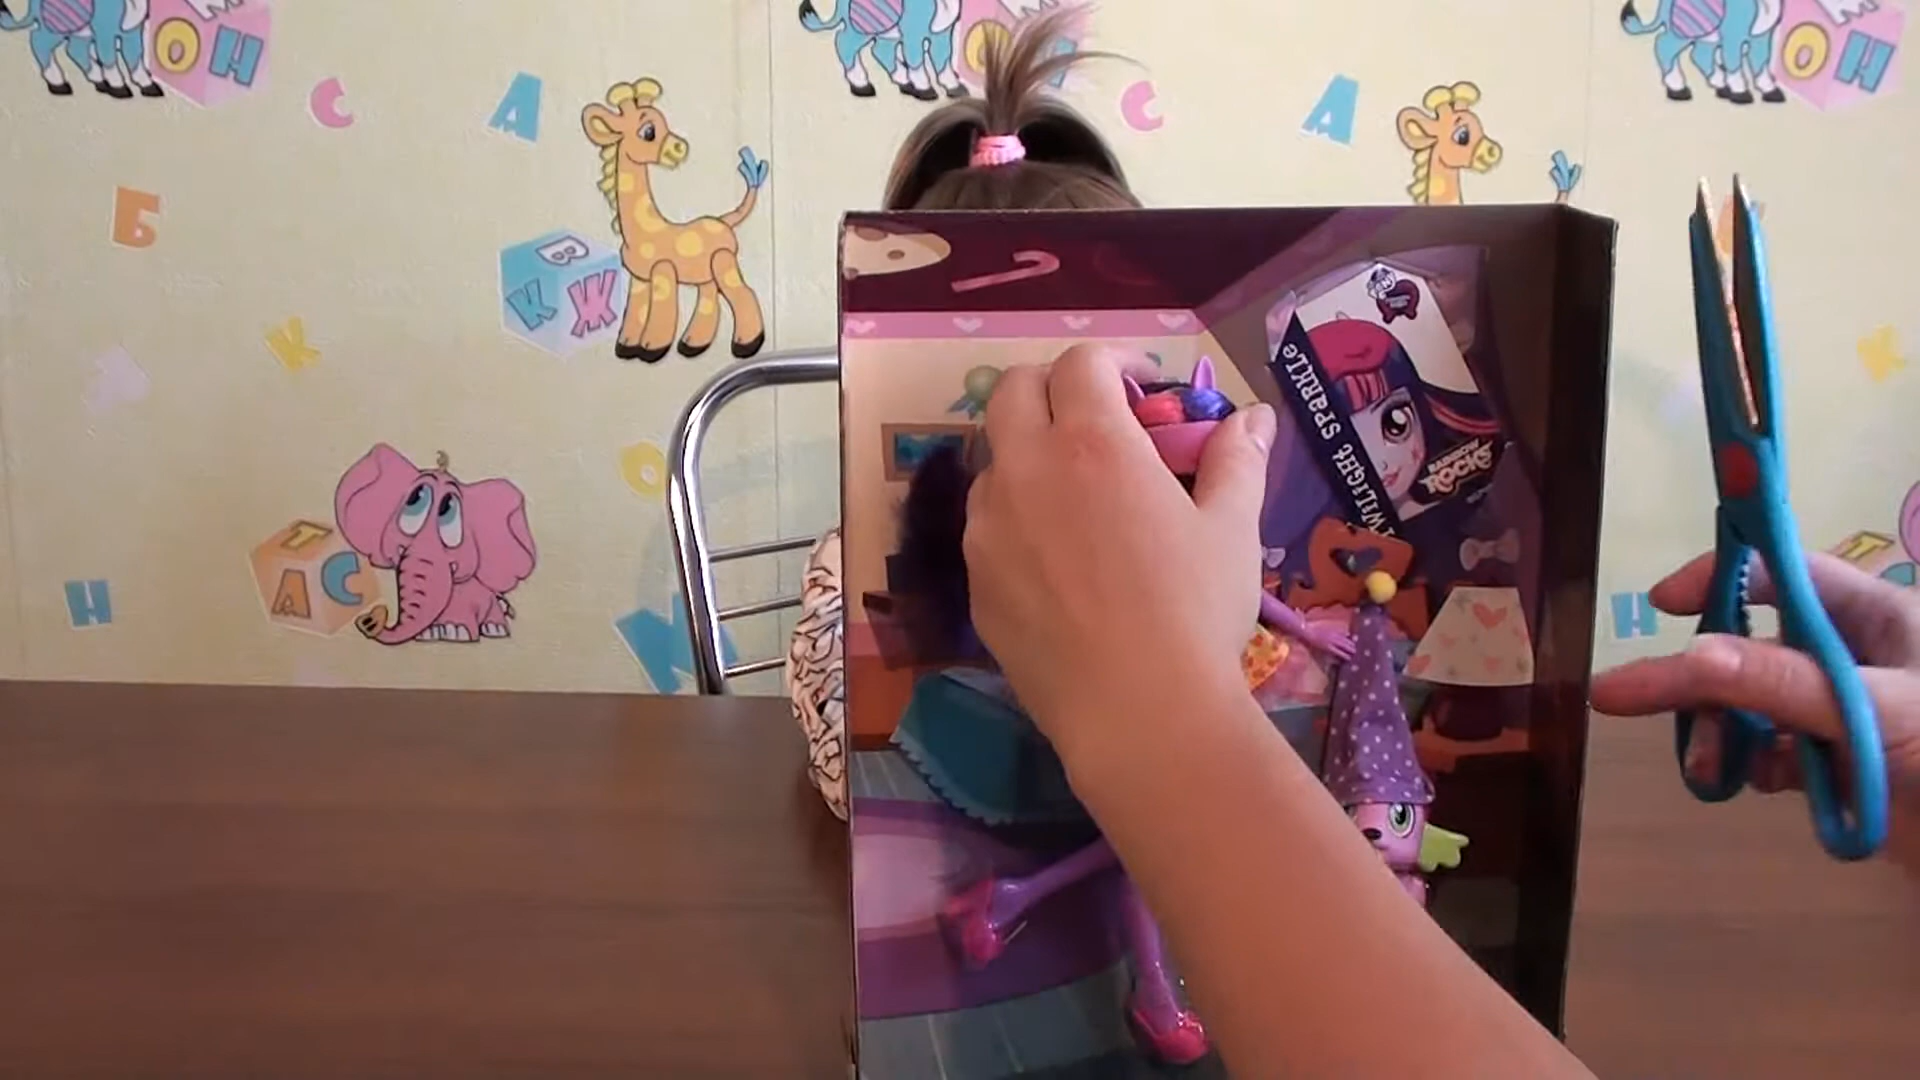 О Н
О
О Н
С
А
С
А
Б
В
К Ж
К
О
Т
А С
Н
Н
Т
TWILIGHT SPARKLE
RAINBOW
ROCKS